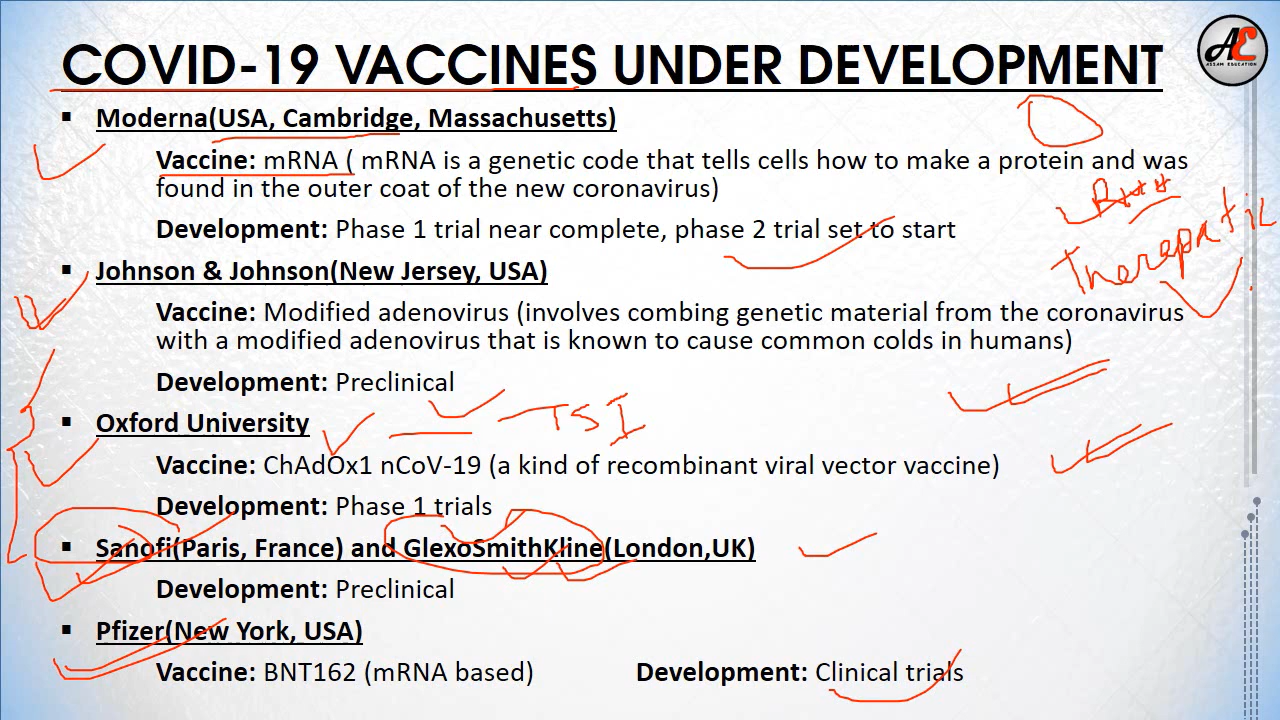 COVID-19 VACCINES UNDER DEVELOPMENT
AE
ASSAM EDUCATION
▪ Moderna(USA, Cambridge, Massachusetts)
Vaccine: mRNA ( mRNA is a genetic code that tells cells how to make a protein and was
found in the outer coat of the new coronavirus)
Development: Phase 1 trial near complete, phase 2 trial set to start
Therepatic
▪ Johnson & Johnson(New Jersey, USA)
Vaccine: Modified adenovirus (involves combing genetic material from the coronavirus
with a modified adenovirus that is known to cause common colds in humans)
Development: Preclinical
▪ Oxford University
TSI
Vaccine: ChAdOx1 nCoV-19 (a kind of recombinant viral vector vaccine)
Development: Phase 1 trials
▪ Sanofi(Paris, France) and GlexoSmithKline(London,UK)
Development: Preclinical
▪ Pfizer(New York, USA)
Vaccine: BNT162 (mRNA based) Development: Clinical trials